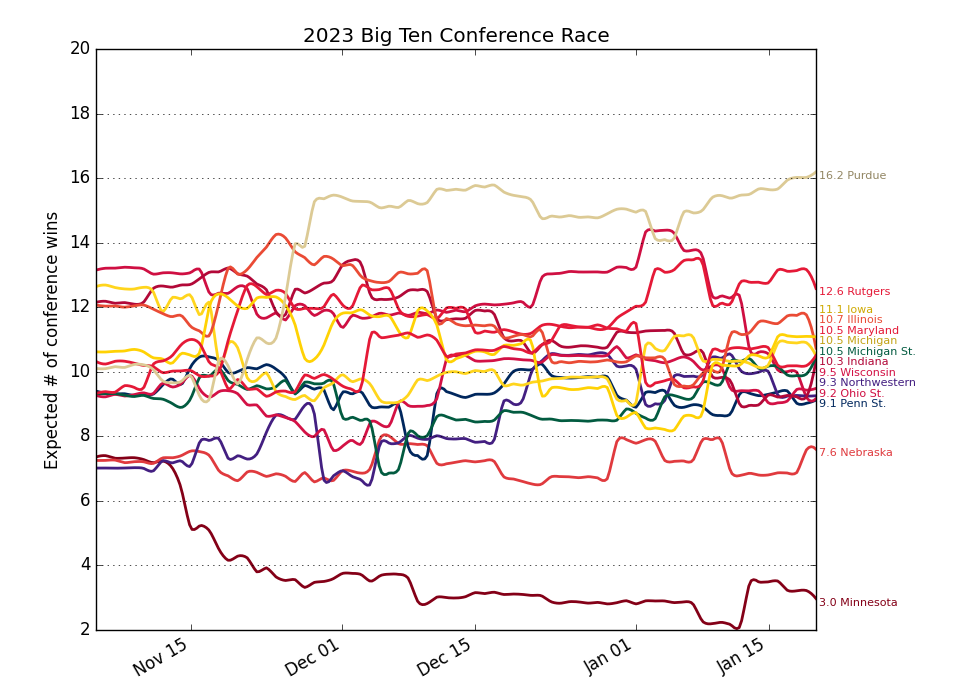 2023 Big Ten Conference Race
Expected # of conference wins
20
18
16
14
12
10
8
6
4
2
Nov 15
Dec 01
Dec 15
Jan 01
Jan 15
16.2 Purdue
12.6 Rutgers
11.1 Iowa
10.7 Illinois
10.5 Maryland
10.5 Michigan
10.5 Michigan St.
10.3 Indiana
9.5 Wisconsin
9.3 Northwestern
9.2 Ohio St.
9.1 Penn St.
7.6 Nebraska
3.0 Minnesota